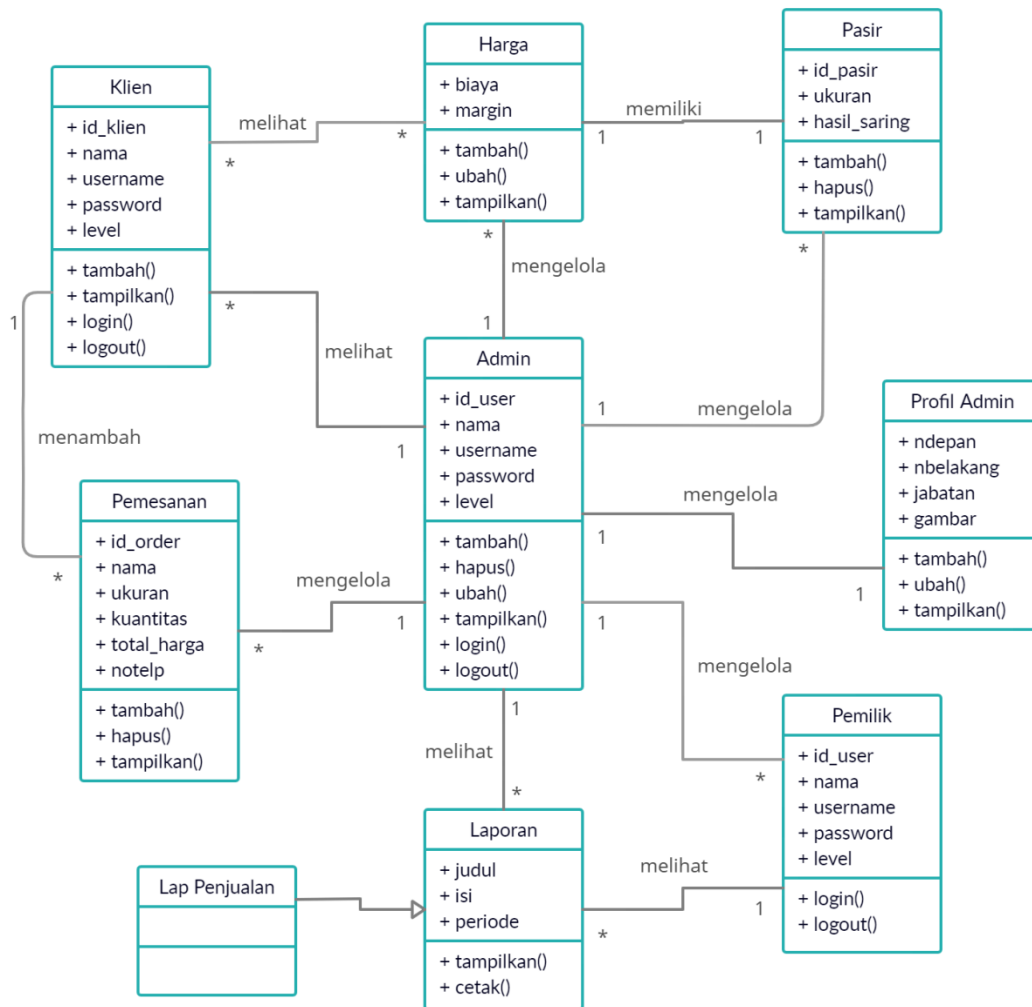 Harga
+ biaya
+ margin
+ tambah()
+ ubah()
+ tampilkan()
Pasir
+ id_pasir
+ ukuran
+ hasil_saring
+ tambah()
+ hapus()
+ tampilkan()
Klien
+ id_klien
+ nama
+ username
+ password
+ level
+ tambah()
+ tampilkan()
+ login()
+ logout()
melihat
*
*
memiliki
1
1
*
mengelola
1
*
mengelola
1
*
melihat
1
1
menambah
*
Admin
+ id_user
+ nama
+ username
+ password
+ level
+ tambah()
+ hapus()
+ ubah()
+ tampilkan()
+ login()
+ logout()
Profil Admin
+ ndepan
+ nbelakang
+ jabatan
+ gambar
+ tambah()
+ ubah()
+ tampilkan()
mengelola
1
1
Pemesanan
+ id_order
+ nama
+ ukuran
+ kuantitas
+ total_harga
+ notelp
+ tambah()
+ hapus()
+ tampilkan()
mengelola
*
1
1
mengelola
*
Pemilik
+ id_user
+ nama
+ username
+ password
+ level
+ login()
+ logout()
1
melihat
*
Laporan
+ judul
+ isi
+ periode
+ tampilkan()
+ cetak()
melihat
*
1
Lap Penjualan